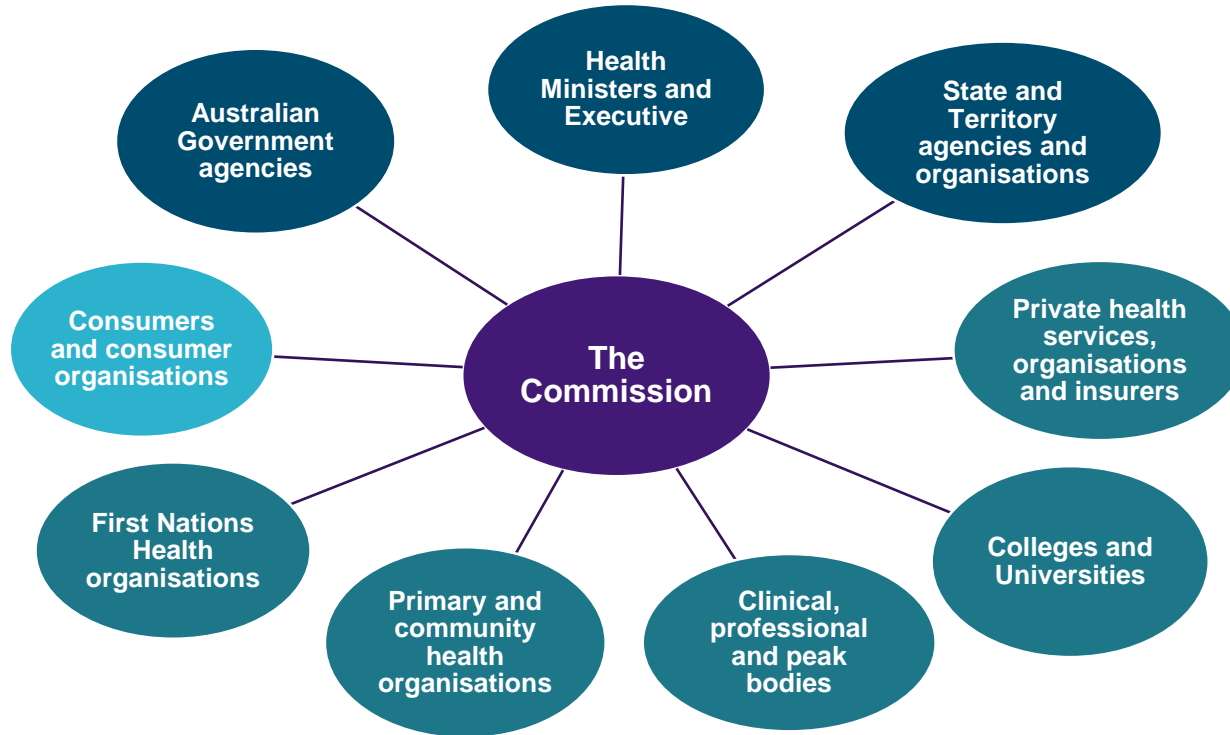 Health
Ministers and
Executive
Australian
Government
agencies
State and
Territory
agencies and
organisations
Consumers
and consumer
organisations
The
Commission
Private health
services,
organisations
and insurers
First Nations
Health
organisations
Primary and
community
health
organisations
Clinical,
professional
and peak
bodies
Colleges and
Universities